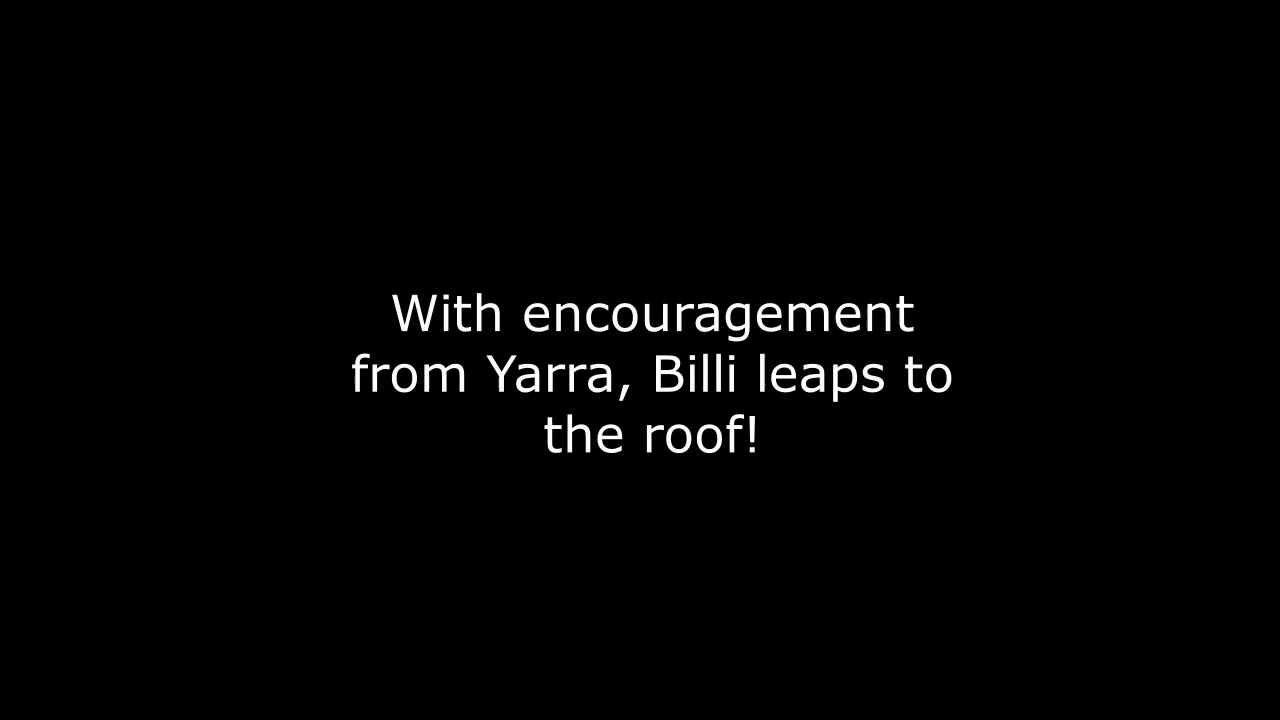 With encouragement
from Yarra, Billi leaps to
the roof!